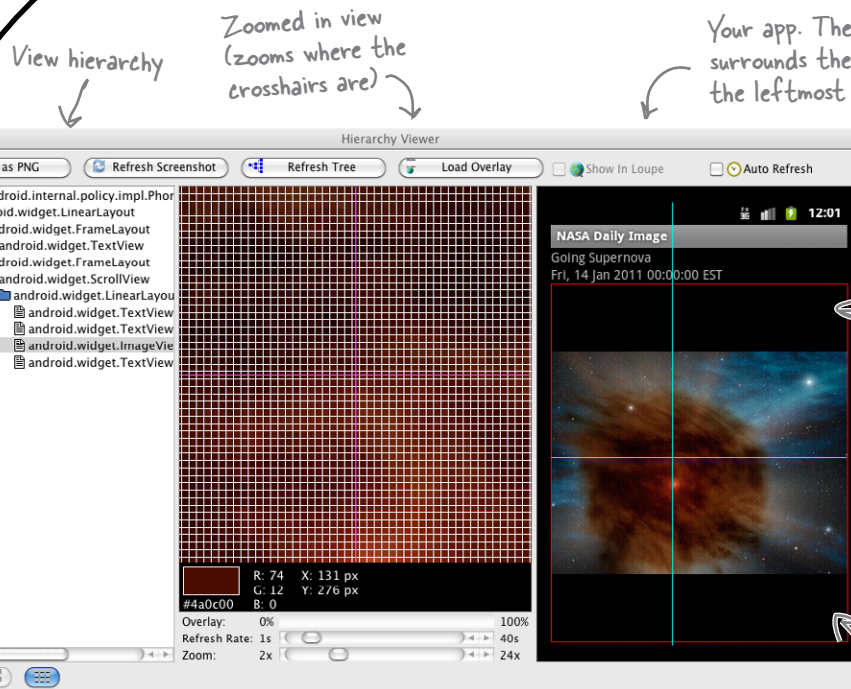 View hierarchy
Zoomed in view
(zooms where the
crosshairs are)
Your app. The
surrounds the
the leftmost
Hierarchy Viewer
as PNG
Refresh Screenshot
Refresh Tree
Load Overlay
Show In Loupe
Auto Refresh
droid.internal.policy.impl.Phor
oid.widget.LinearLayout
droid.widget.FrameLayout
android.widget.TextView
droid.widget.FrameLayout
android.widget.ScrollView
android.widget.LinearLayou
android.widget.TextView
android.widget.TextView
android.widget.ImageVie
android.widget.TextView
#4a0c00
R: 74
G: 12
B: 0
X: 131 px
Y: 276 px
Overlay: 0% 100%
Refresh Rate: 1s 40s
Zoom: 2x 24x
12:01
NASA Daily Image
Going Supernova
Fri, 14 Jan 2011 00:00:00 EST